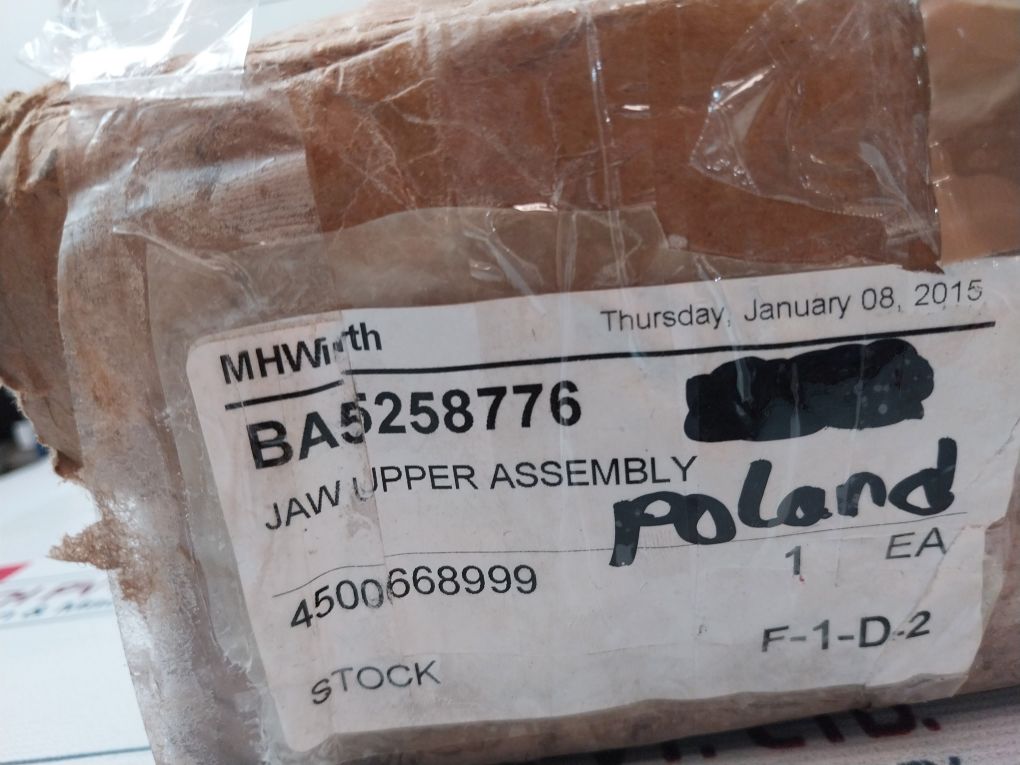 MHWirth
Thursday, January 08, 2015
BA5258776
JAW UPPER ASSEMBLY
Poland
1 EA
4500668999
F-1-D-2
STOCK